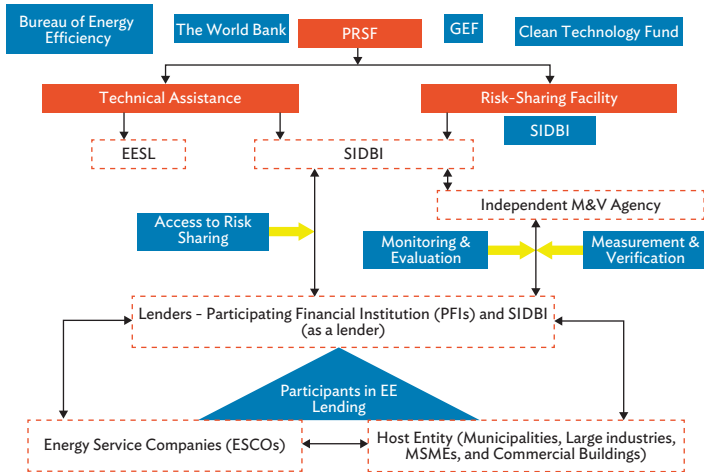 Bureau of Energy
Efficiency
The World Bank
PRSF
GEF
Clean Technology Fund
Technical Assistance
Risk-Sharing Facility
SIDBI
EESL
SIDBI
Independent M&V Agency
Access to Risk
Sharing
Monitoring &
Evaluation
Measurement &
Verification
Lenders – Participating Financial Institution (PFIs) and SIDBI
(as a lender)
Participants in EE
Lending
Energy Service Companies (ESCOs)
Host Entity (Municipalities, Large industries,
MSMEs, and Commercial Buildings)